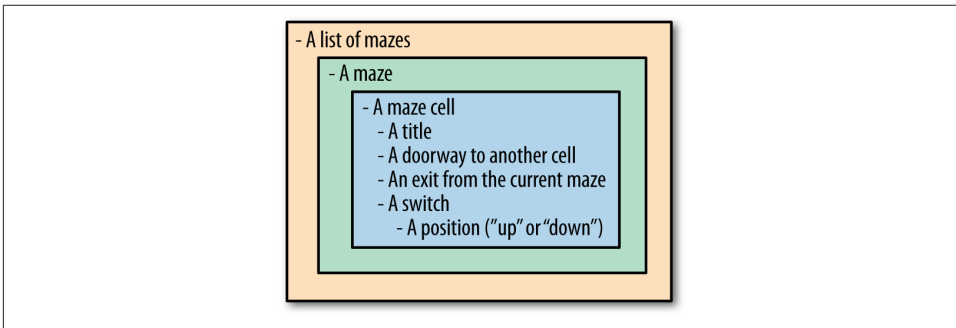 - A list of mazes
- A maze
- A maze cell
- A title
- A doorway to another cell
- An exit from the current maze
- A switch
- A position (”up” or “down”)